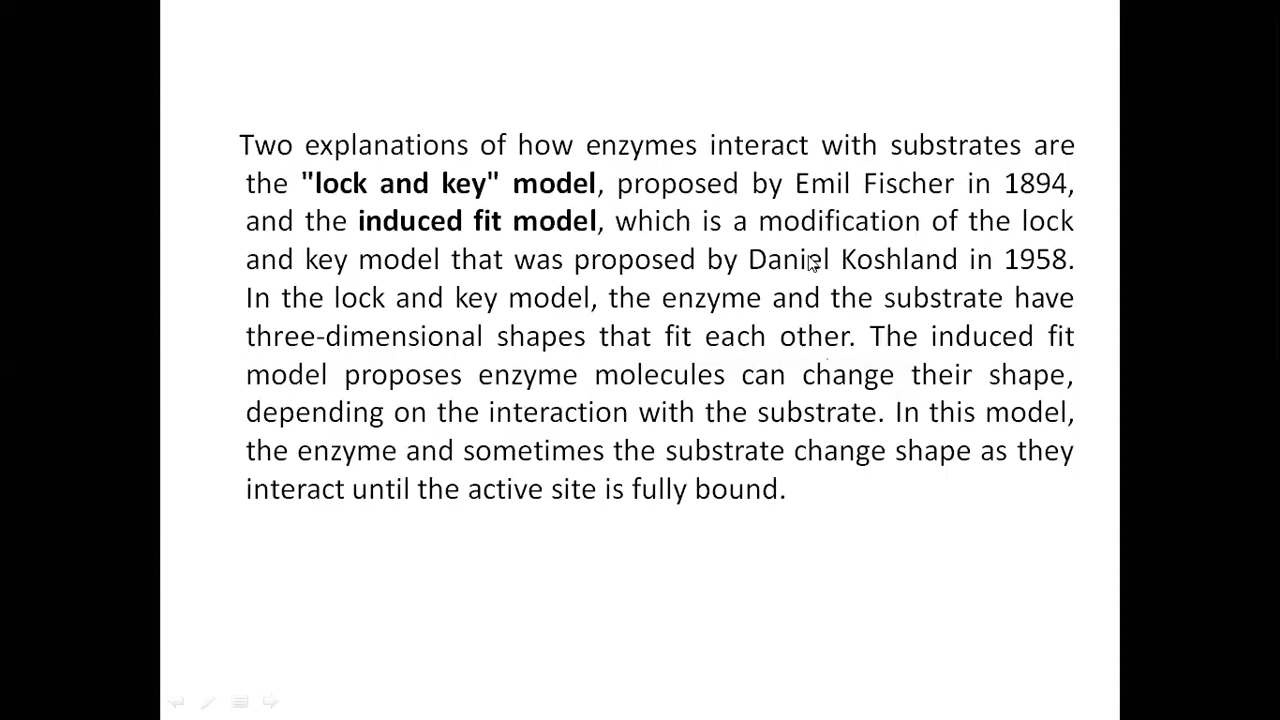 Two explanations of how enzymes interact with substrates are
the "lock and key" model, proposed by Emil Fischer in 1894,
and the induced fit model, which is a modification of the lock
and key model that was proposed by Daniel Koshland in 1958.
In the lock and key model, the enzyme and the substrate have
three-dimensional shapes that fit each other. The induced fit
model proposes enzyme molecules can change their shape,
depending on the interaction with the substrate. In this model,
the enzyme and sometimes the substrate change shape as they
interact until the active site is fully bound.